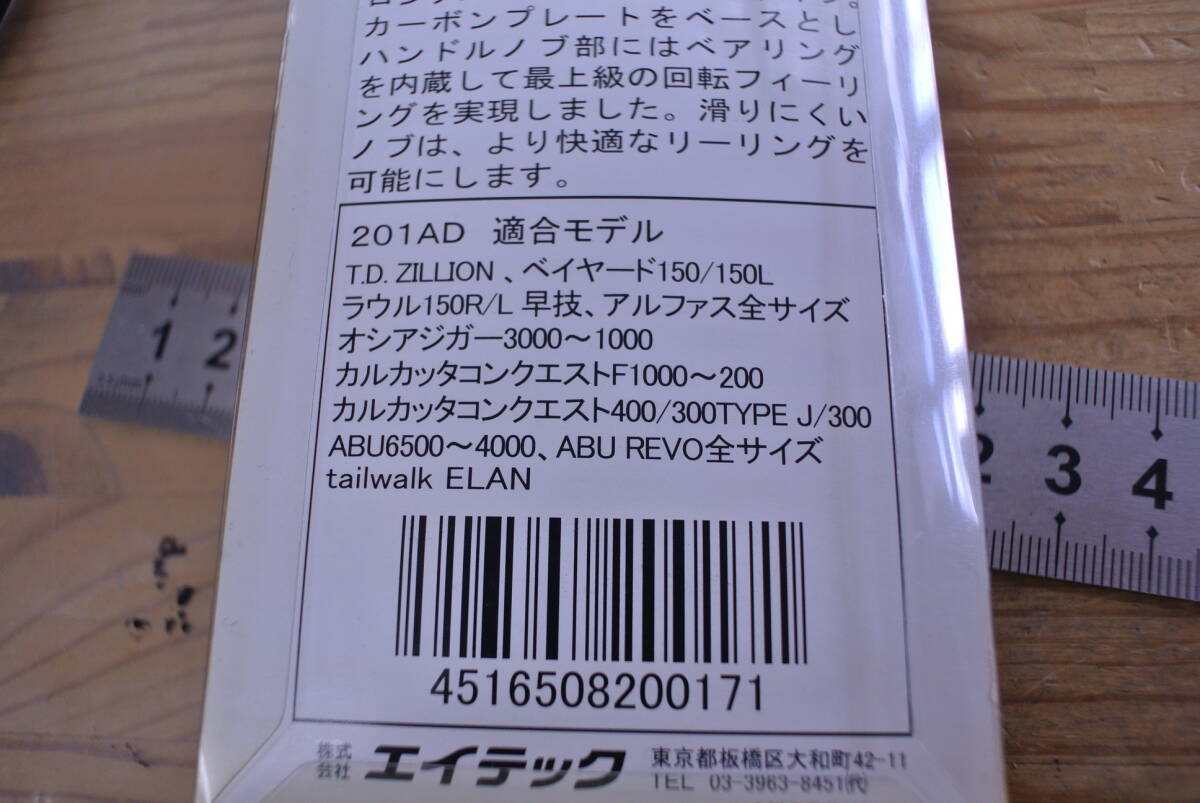 カーボンプレートをベースとし
ハンドルノブ部にはベアリング
を内蔵して最上級の回転フィーリ
ングを実現しました。滑りにくい
ノブは、より快適なリーリングを
可能にします。
201AD 適合モデル
T.D. ZILLION 、ベイヤード150/150L
ラウル150R/L 早技、アルファス全サイズ
オシアジガー3000～1000
カルカッタコンクエストF1000～200
カルカッタコンクエスト400/300TYPE J/300
ABU6500～4000、ABU REVO全サイズ
tailwalk ELAN
4516508200171
株式会社 エイテック 東京都板橋区大和町42-11
TEL 03-3963-8451㈹
1 2
2 3 4